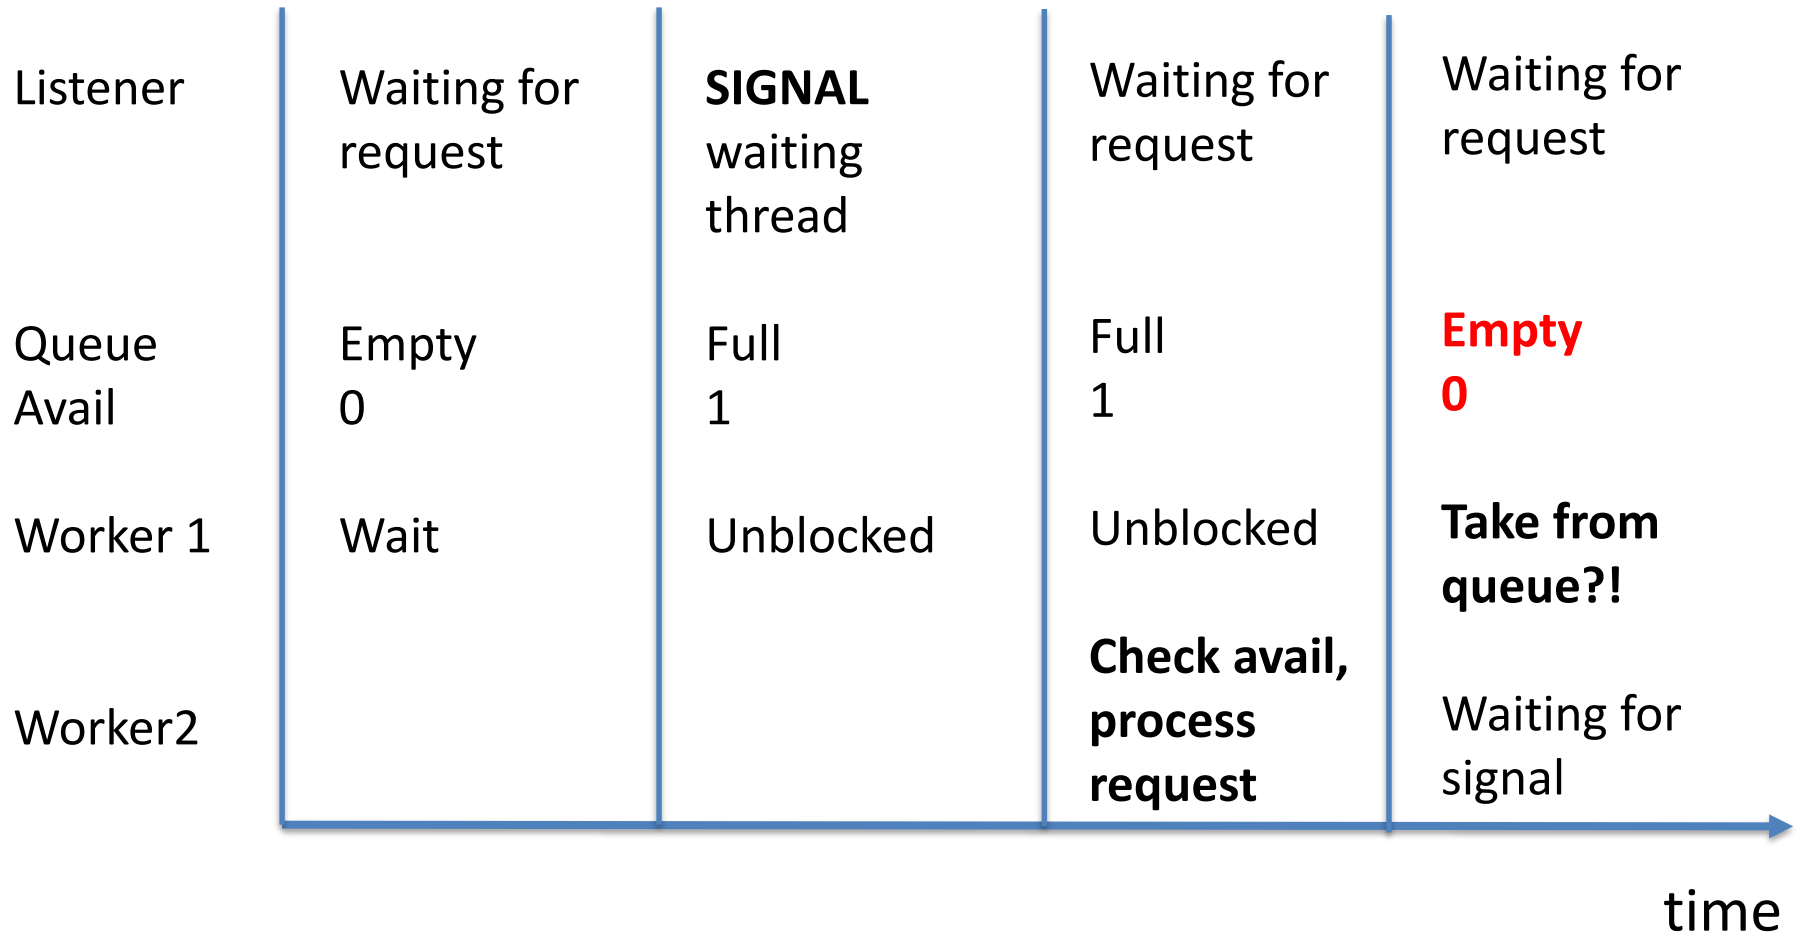 Listener
Waiting for
request
SIGNAL
waiting
thread
Waiting for
request
Waiting for
request
Queue
Avail
Empty
0
Full
1
Full
1
Empty
0
Worker 1
Wait
Unblocked
Unblocked
Take from
queue?!
Worker2
Check avail,
process
request
Waiting for
signal
time